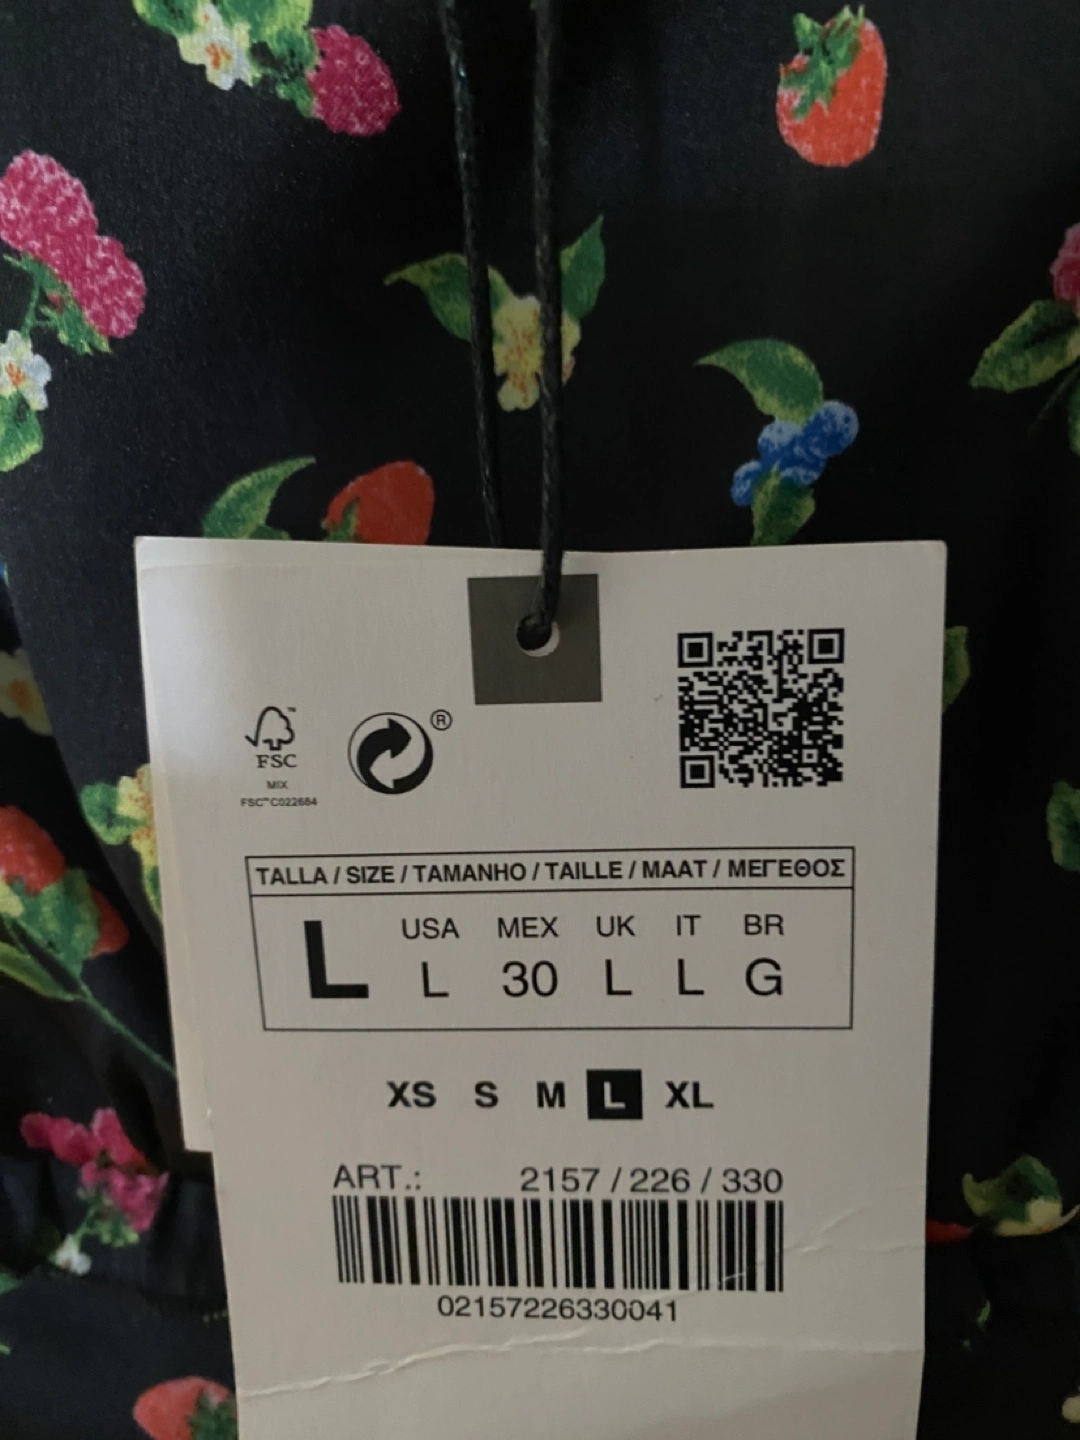 ®
FSC
MIX
FSC™ C022684
TALLA / SIZE / TAMANHO / TAILLE / MAAT / ΜΕΓΕΘΟΣ
L USA MEX UK IT BR
L 30 L L G
XS S M L XL
ART.: 2157 / 226 / 330
02157226330041